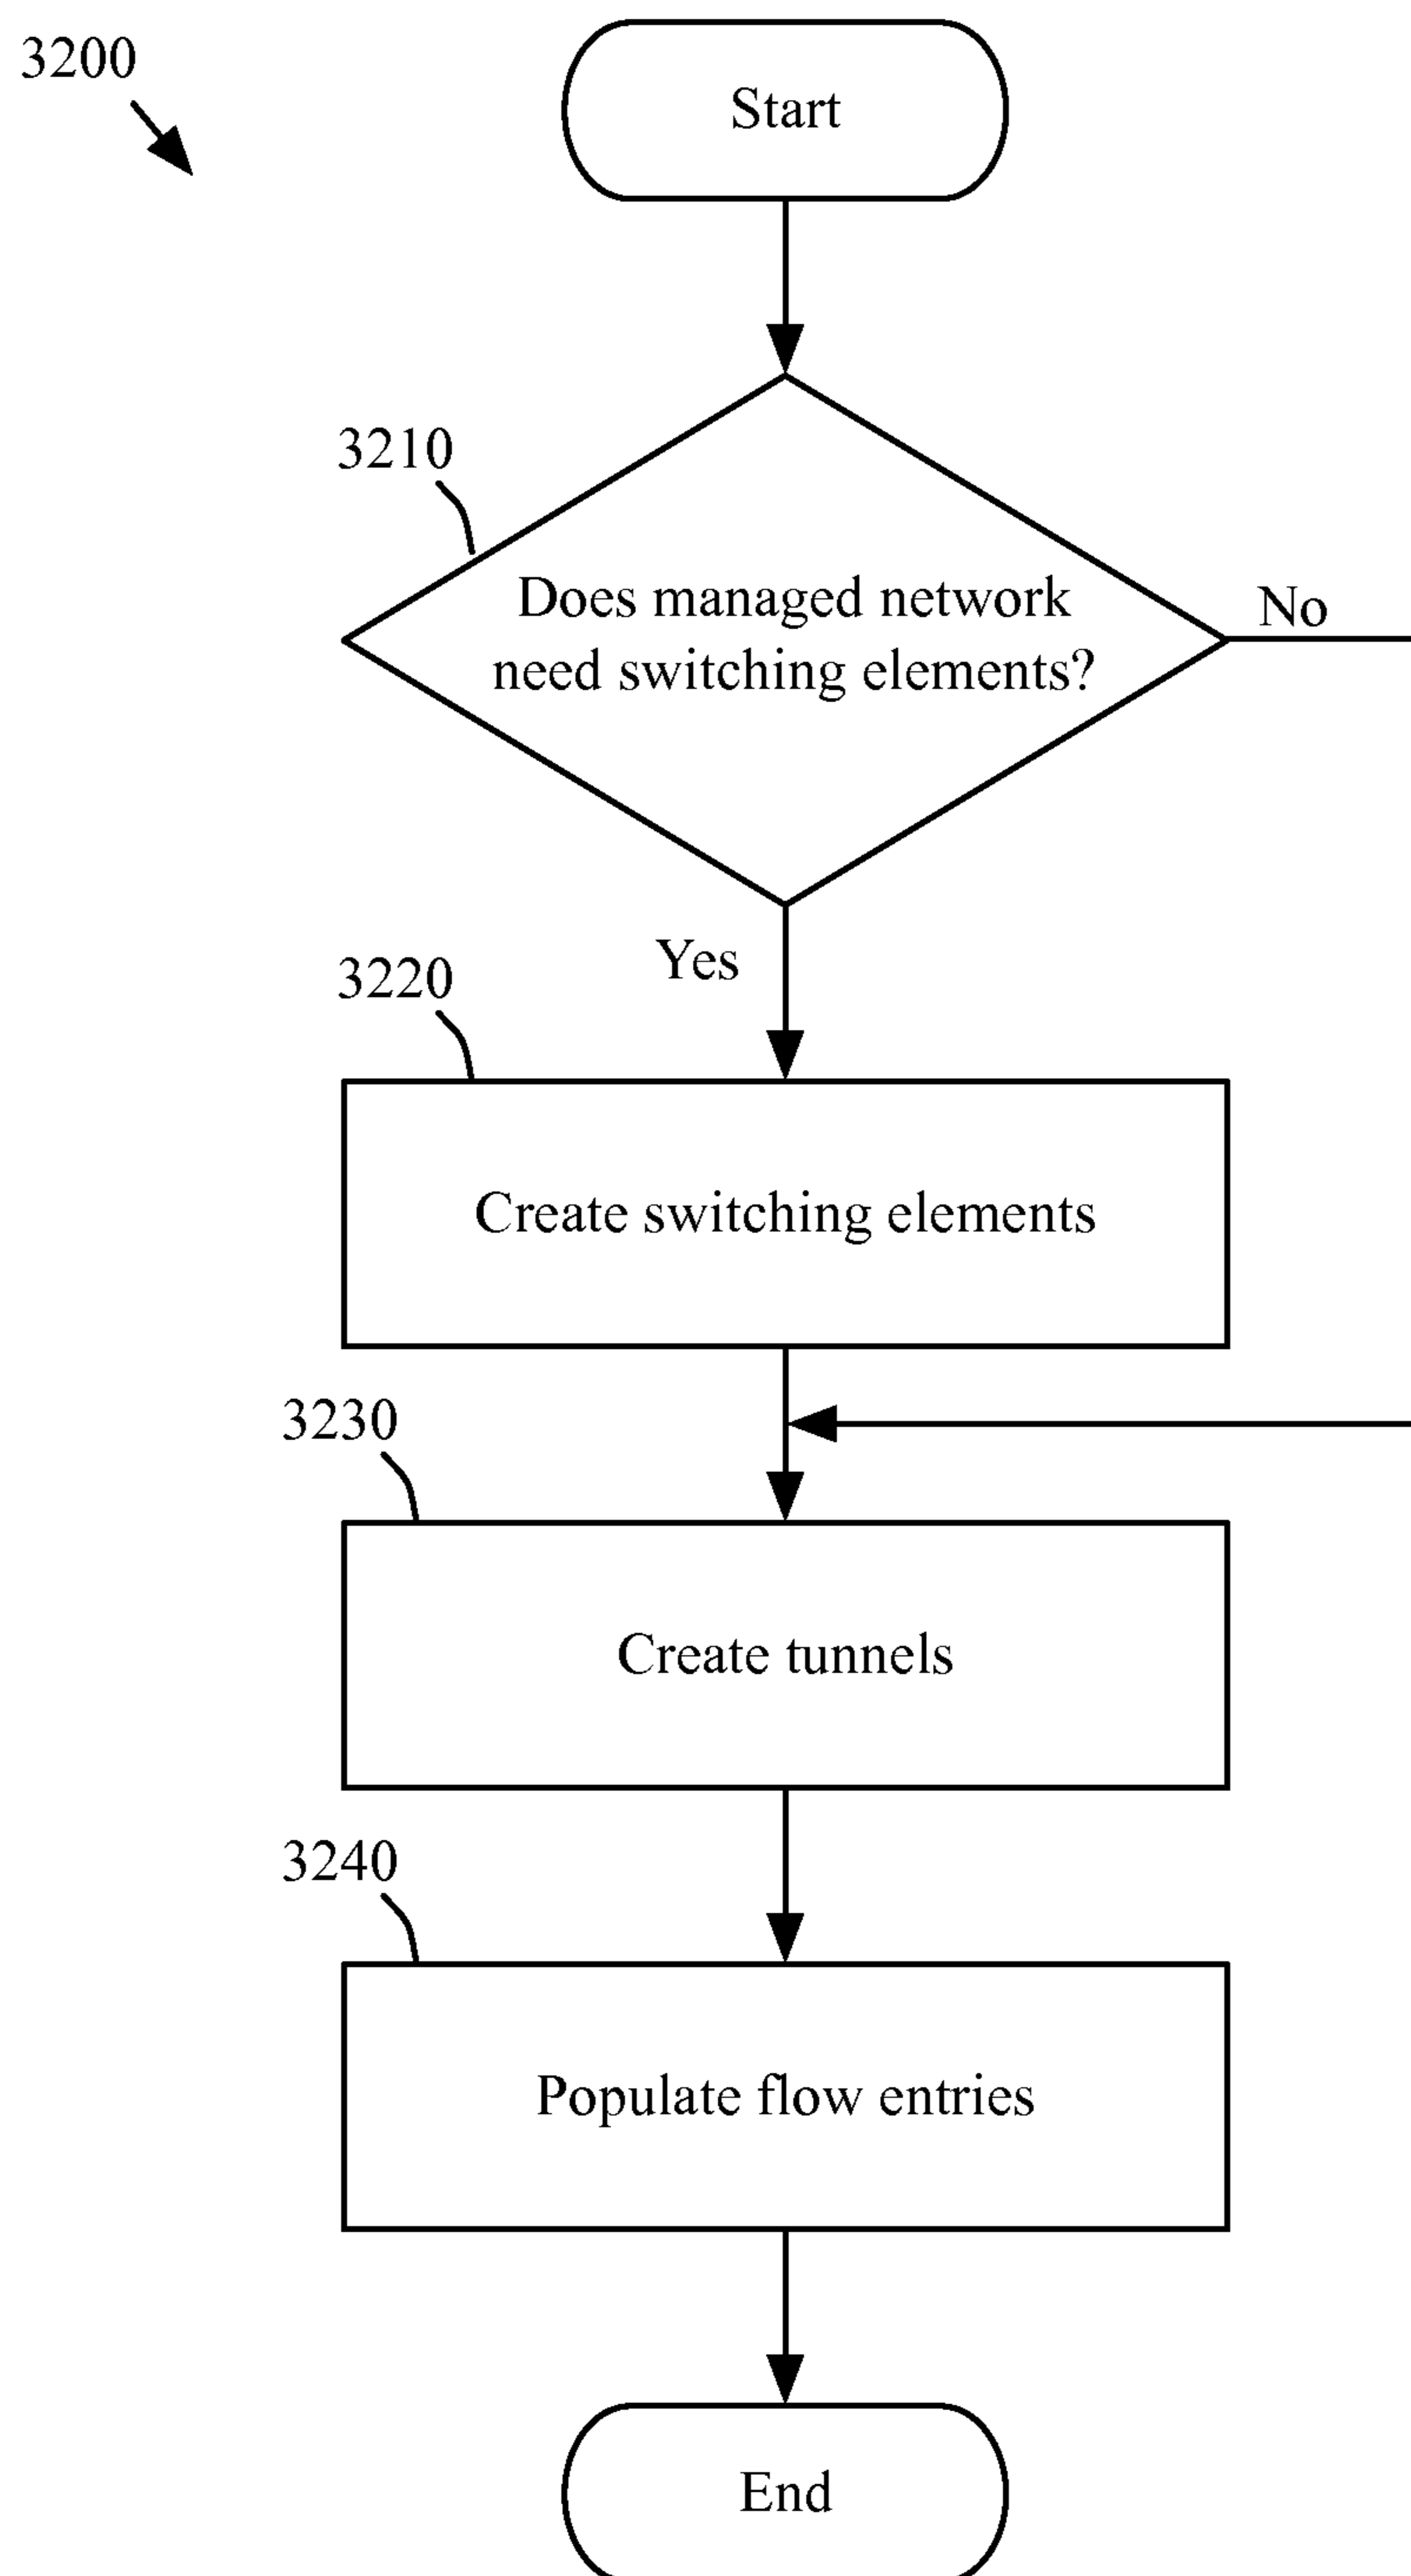 3200
Start
3210
Does managed network
need switching elements?
No
Yes
3220
Create switching elements
3230
Create tunnels
3240
Populate flow entries
End